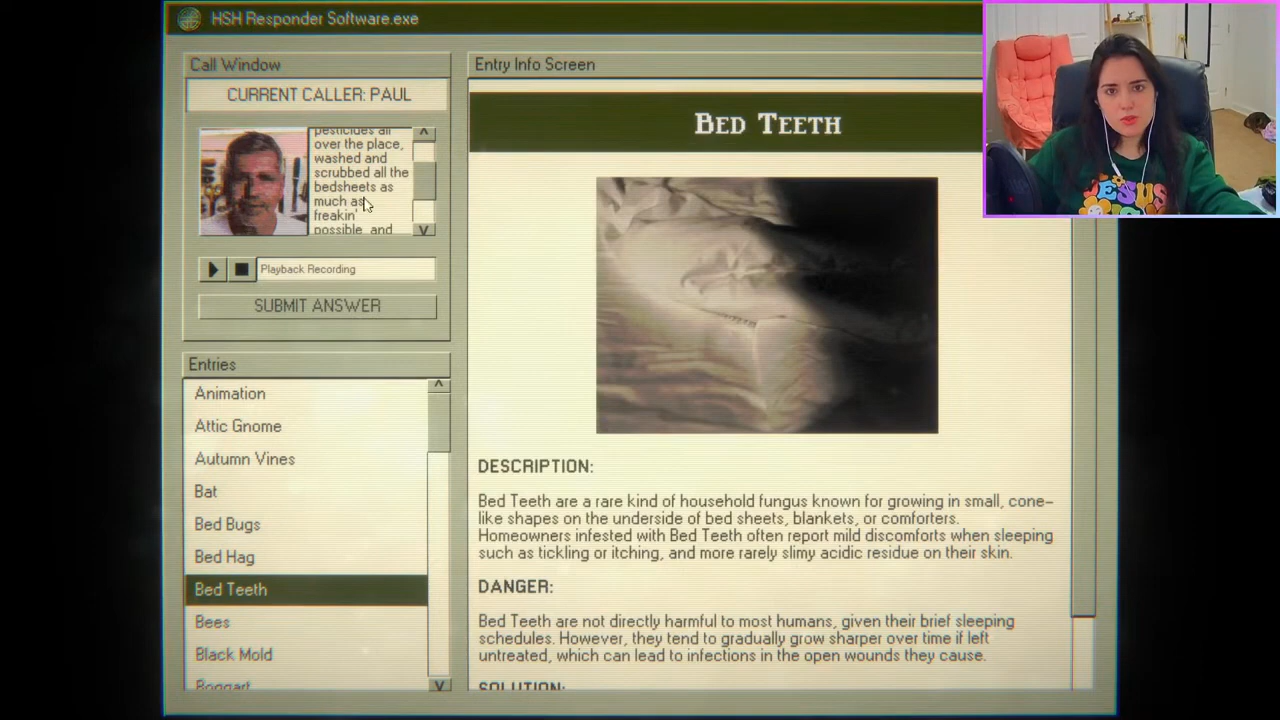 HSH Responder Software.exe
Call Window
CURRENT CALLER: PAUL
pesticides all
over the place,
washed and
scrubbed all the
bedsheets as
much as
freakin'
possible, and
Playback Recording
SUBMIT ANSWER
Entries
Animation
Attic Gnome
Autumn Vines
Bat
Bed Bugs
Bed Hag
Bed Teeth
Bees
Black Mold
Boggart
Entry Info Screen
Bed Teeth
DESCRIPTION:
Bed Teeth are a rare kind of household fungus known for growing in small, cone-
like shapes on the underside of bed sheets, blankets, or comforters.
Homeowners infested with Bed Teeth often report mild discomforts when sleeping
such as tickling or itching, and more rarely slimy acidic residue on their skin.
DANGER:
Bed Teeth are not directly harmful to most humans, given their brief sleeping
schedules. However, they tend to gradually grow sharper over time if left
untreated, which can lead to infections in the open wounds they cause.
SOLUTION:
JESUS